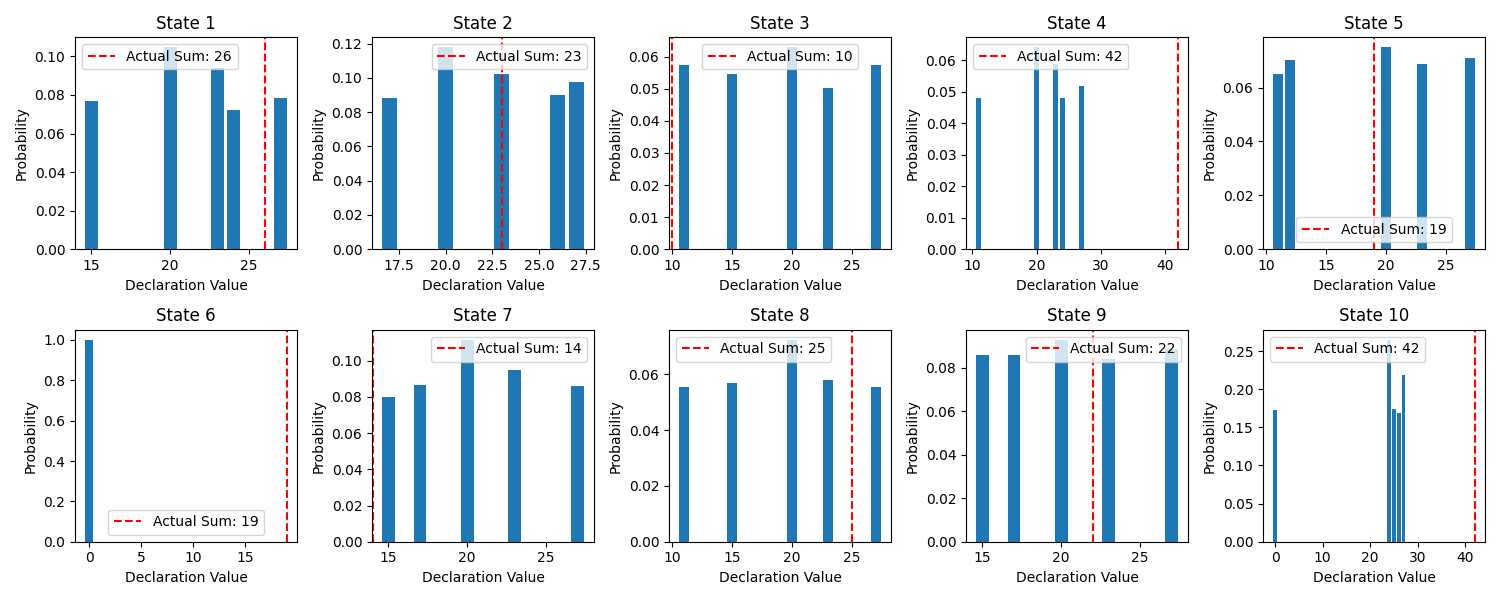 State 1
Actual Sum: 26
0.10
0.08
0.06
0.04
0.02
0.00
15 20 25
Probability
Declaration Value
State 2
Actual Sum: 23
0.12
0.10
0.08
0.06
0.04
0.02
0.00
17.5 20.0 22.5 25.0 27.5
Probability
Declaration Value
State 3
Actual Sum: 10
0.06
0.05
0.04
0.03
0.02
0.01
0.00
10 15 20 25
Probability
Declaration Value
State 4
Actual Sum: 42
0.06
0.05
0.04
0.03
0.02
0.01
0.00
10 20 30 40
Probability
Declaration Value
State 5
Actual Sum: 19
0.06
0.04
0.02
0.00
10 15 20 25
Probability
Declaration Value
State 6
Actual Sum: 19
1.0
0.8
0.6
0.4
0.2
0.0
0 5 10 15
Probability
Declaration Value
State 7
Actual Sum: 14
0.10
0.08
0.06
0.04
0.02
0.00
15 20 25
Probability
Declaration Value
State 8
Actual Sum: 25
0.06
0.04
0.02
0.00
10 15 20 25
Probability
Declaration Value
State 9
Actual Sum: 22
0.08
0.06
0.04
0.02
0.00
15 20 25
Probability
Declaration Value
State 10
Actual Sum: 42
0.25
0.20
0.15
0.10
0.05
0.00
0 10 20 30 40
Probability
Declaration Value